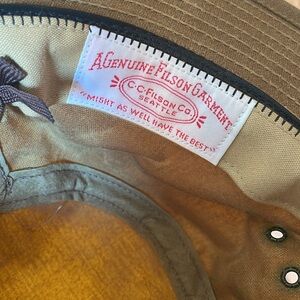 A Genuine Filson Garment
C.C. Filson Co.
SEATTLE
"MIGHT AS WELL HAVE THE BEST"